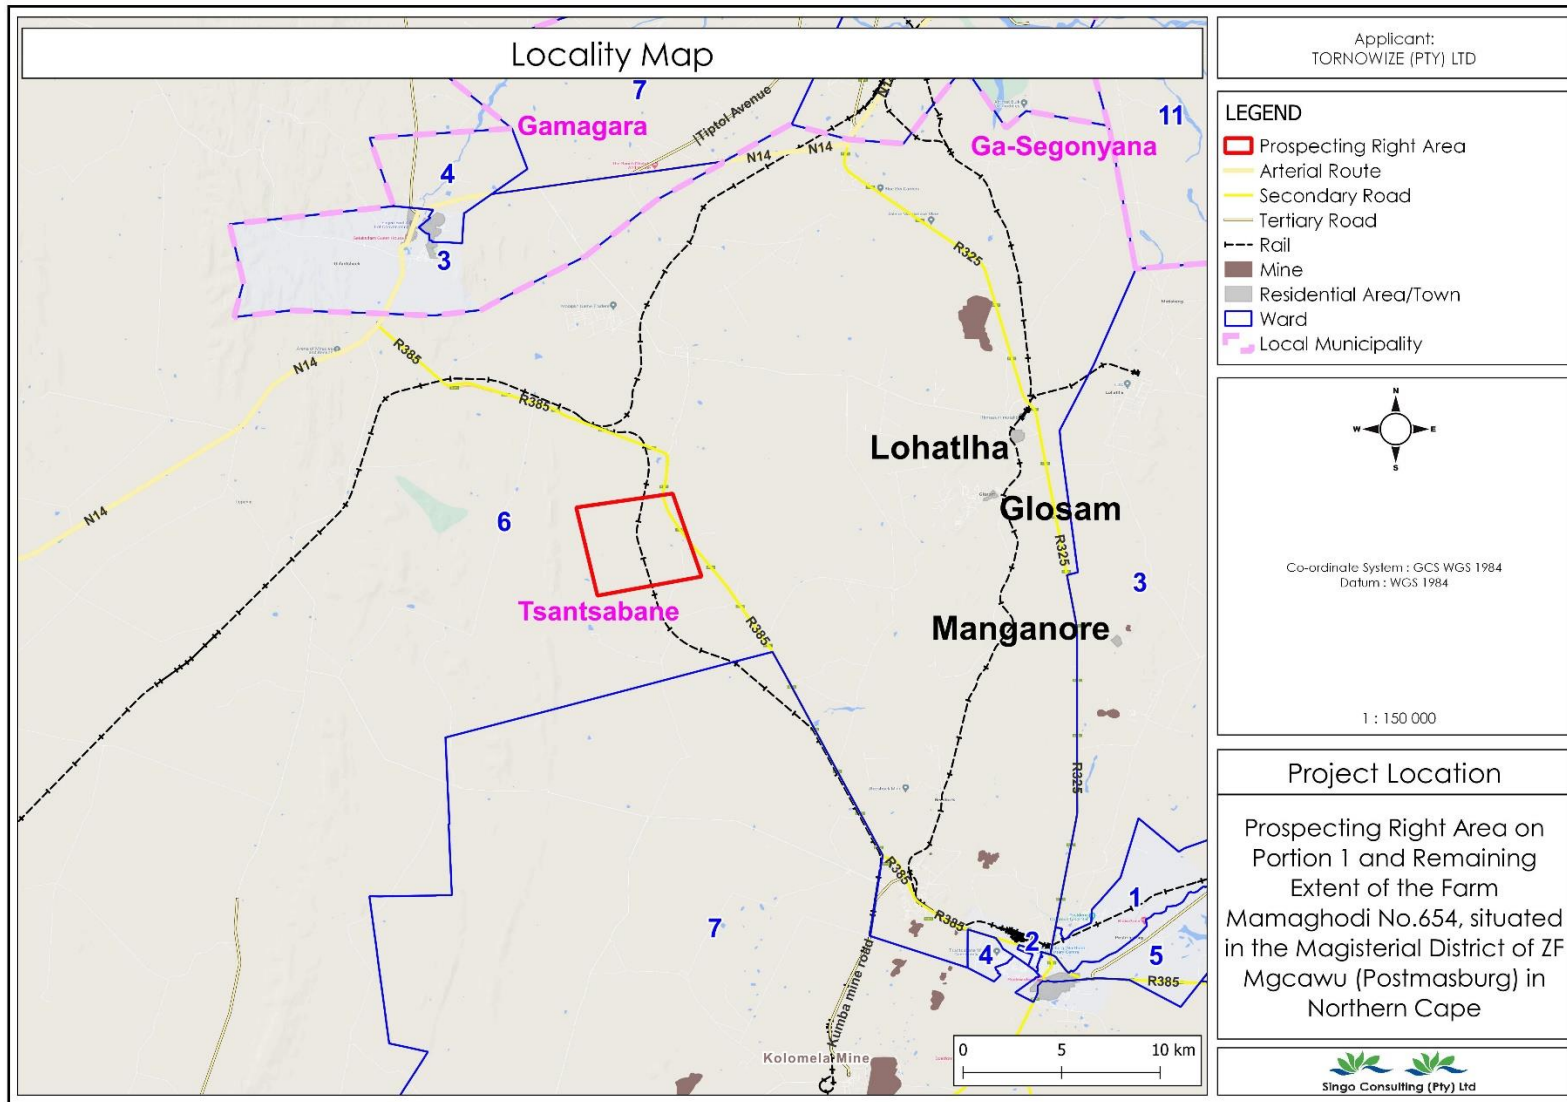 Locality Map
Applicant:
TORNOWIZE (PTY) LTD
LEGEND
Prospecting Right Area
Arterial Route
Secondary Road
Tertiary Road
Rail
Mine
Residential Area/Town
Ward
Local Municipality
N
W E
S
Co-ordinate System : GCS WGS 1984
Datum : WGS 1984
1 : 150 000
Project Location
Prospecting Right Area on
Portion 1 and Remaining
Extent of the Farm
Mamaghodi No.654, situated
in the Magisterial District of ZF
Mgcawu (Postmasburg) in
Northern Cape
Singo Consulting (Pty) Ltd
7
Tiptol Avenue
N14
11
Gamagara
Ga-Segonyana
N14
N14
4
3
R325
R385
N14
R385
Lohatlha
N14
6
Glosam
R325
3
Tsantsabane
R385
Manganore
R325
R385
1
7
R385
2
4
5
R385
Kumba mine road
Kolomela Mine
0 5 10 km